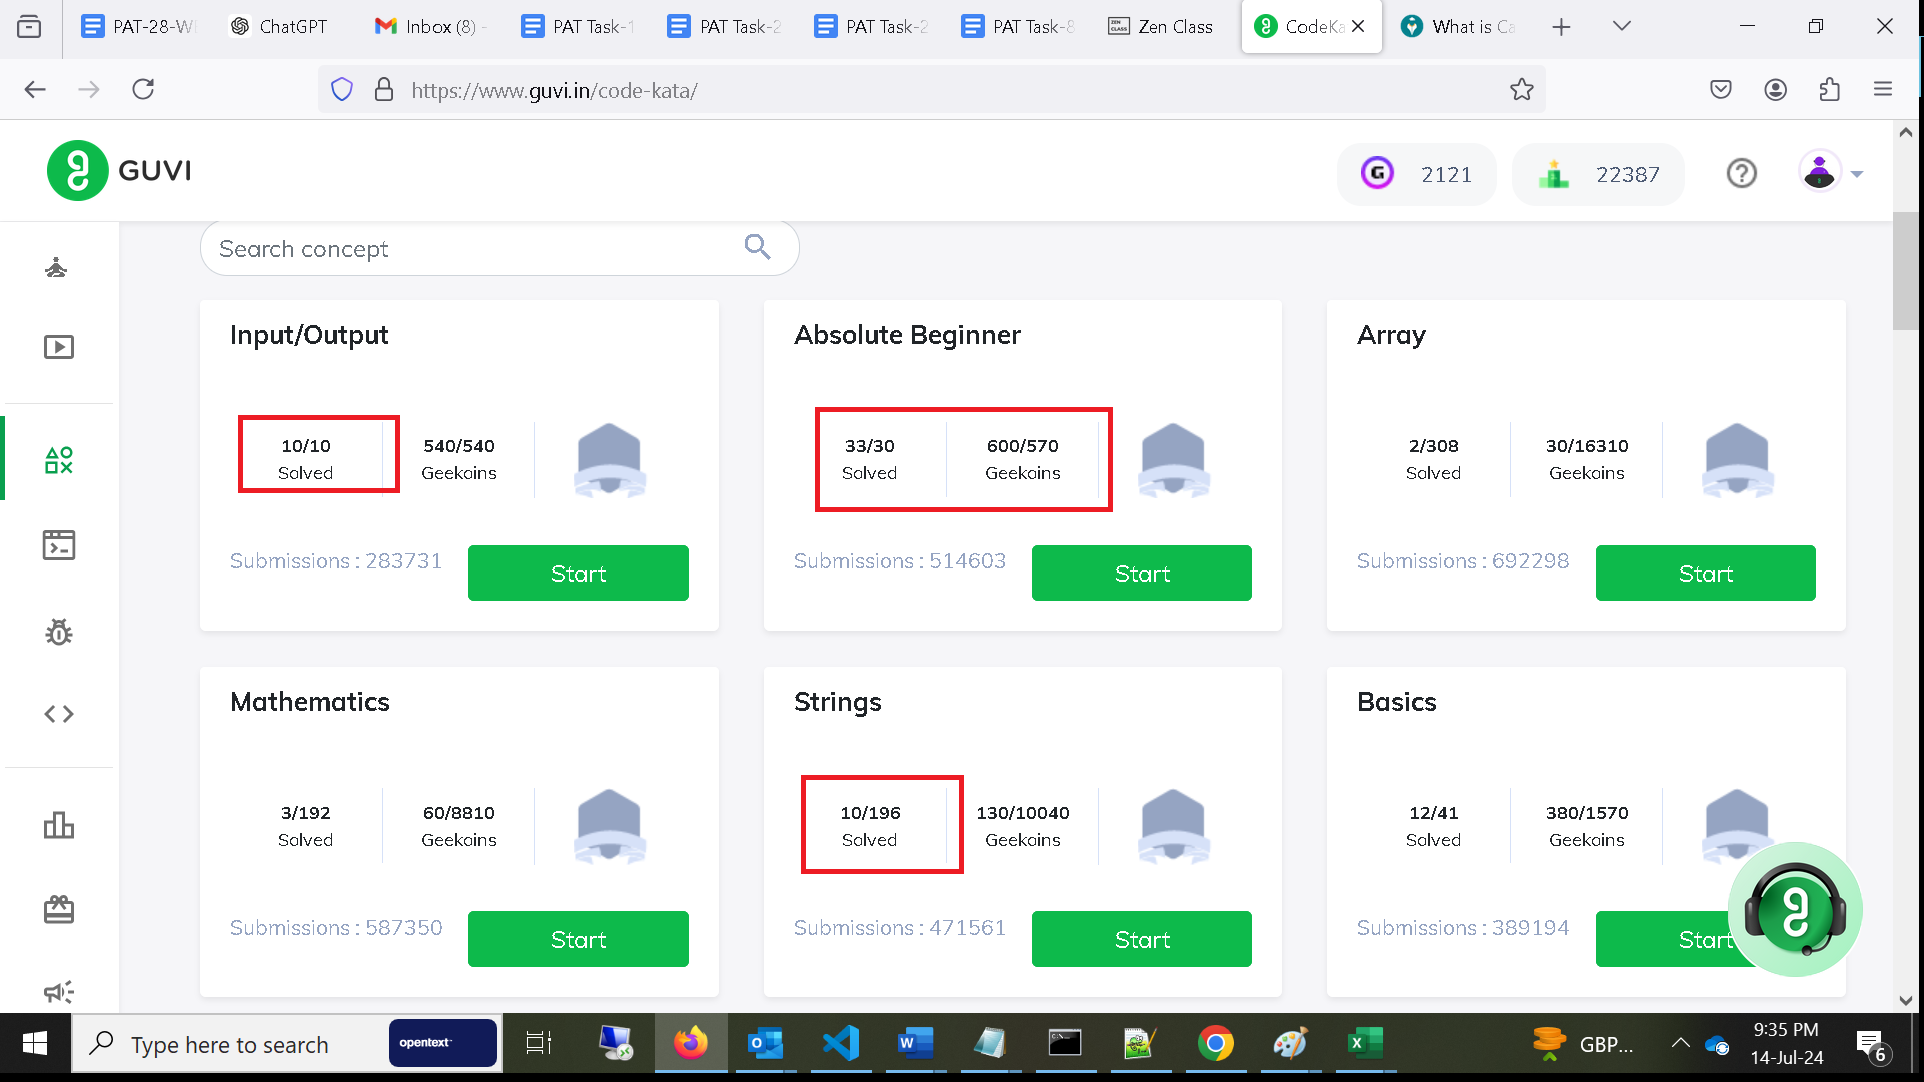 PAT-28-WE
ChatGPT
Inbox (8) -
PAT Task-1
PAT Task-2
PAT Task-2
PAT Task-8
ZEN CLASS
Zen Class
CodeKa
What is Ca
https://www.guvi.in/code-kata/
GUVI
G
2121
22387
Search concept
Input/Output
10/10
Solved
540/540
Geekoins
Submissions : 283731
Start
Absolute Beginner
33/30
Solved
600/570
Geekoins
Submissions : 514603
Start
Array
2/308
Solved
30/16310
Geekoins
Submissions : 692298
Start
Mathematics
3/192
Solved
60/8810
Geekoins
Submissions : 587350
Start
Strings
10/196
Solved
130/10040
Geekoins
Submissions : 471561
Start
Basics
12/41
Solved
380/1570
Geekoins
Submissions : 389194
Start
Type here to search
opentext™
GBP...
9:35 PM
14-Jul-24
6